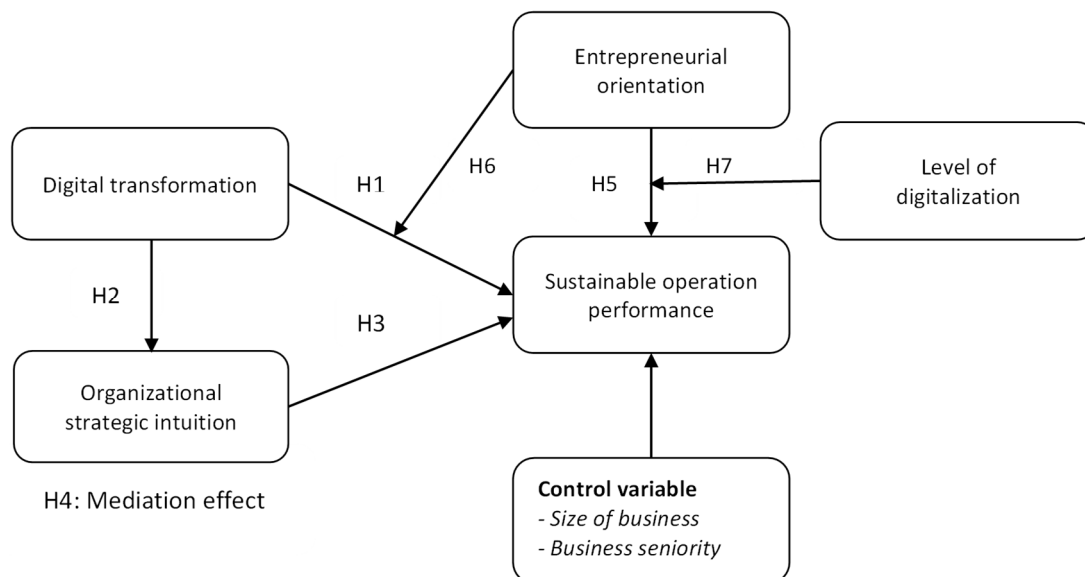 Entrepreneurial
orientation
Digital transformation
H1
H6
H5
H7
Level of
digitalization
H2
Sustainable operation
performance
H3
Organizational
strategic intuition
H4: Mediation effect
Control variable
- Size of business
- Business seniority